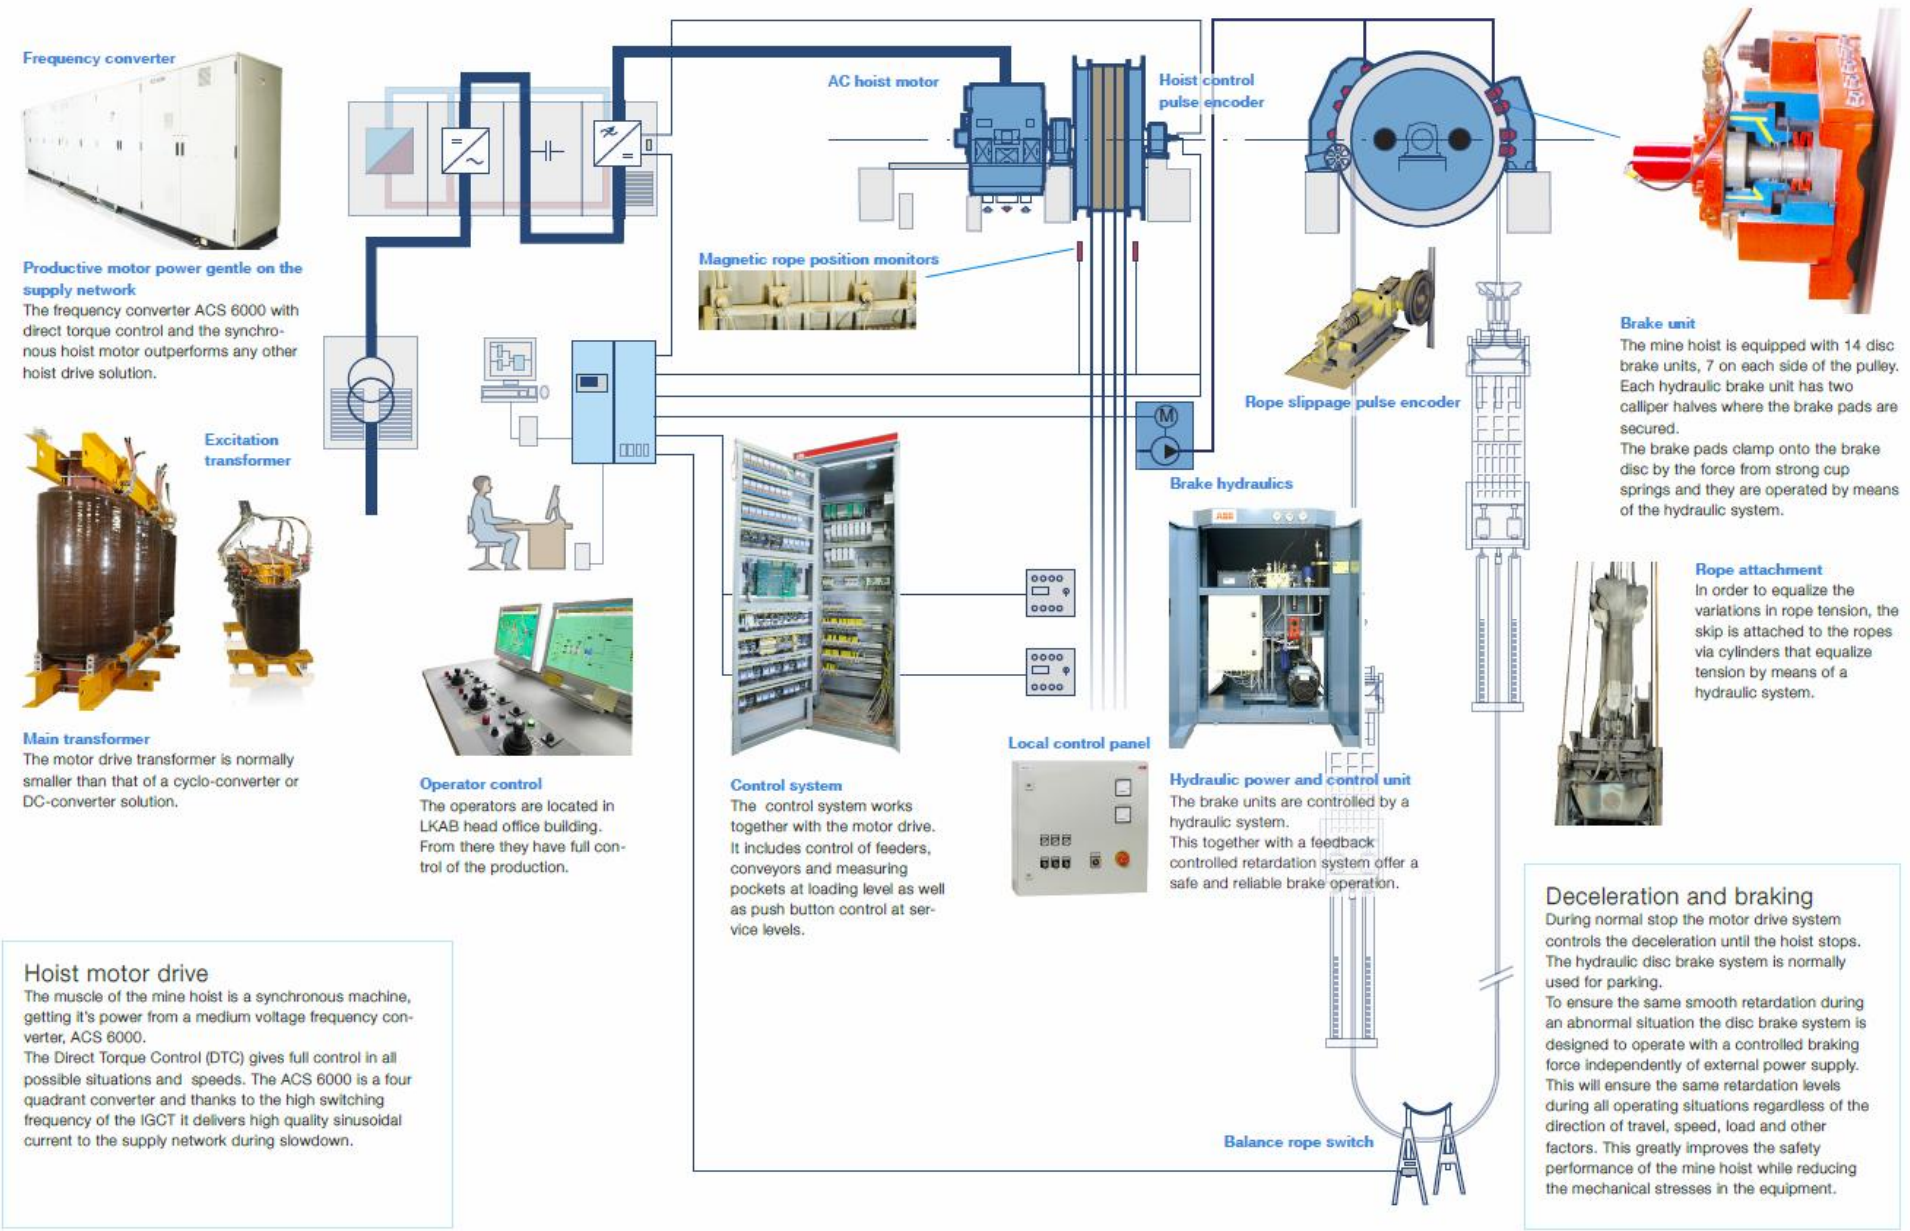 Frequency converter
Productive motor power gentle on the
supply network
The frequency converter ACS 6000 with
direct torque control and the synchro-
nous hoist motor outperforms any other
hoist drive solution.
Excitation
transformer
Main transformer
The motor drive transformer is normally
smaller than that of a cyclo-converter or
DC-converter solution.
Hoist motor drive
The muscle of the mine hoist is a synchronous machine,
getting it's power from a medium voltage frequency con-
verter, ACS 6000.
The Direct Torque Control (DTC) gives full control in all
possible situations and speeds. The ACS 6000 is a four
quadrant converter and thanks to the high switching
frequency of the IGCT it delivers high quality sinusoidal
current to the supply network during slowdown.
Operator control
The operators are located in
LKAB head office building.
From there they have full con-
trol of the production.
AC hoist motor
Hoist control
pulse encoder
Magnetic rope position monitors
Control system
The control system works
together with the motor drive.
It includes control of feeders,
conveyors and measuring
pockets at loading level as well
as push button control at ser-
vice levels.
Local control panel
M
Brake hydraulics
ABB
Hydraulic power and control unit
The brake units are controlled by a
hydraulic system.
This together with a feedback
controlled retardation system offer a
safe and reliable brake operation.
Rope slippage pulse encoder
Balance rope switch
Brake unit
The mine hoist is equipped with 14 disc
brake units, 7 on each side of the pulley.
Each hydraulic brake unit has two
calliper halves where the brake pads are
secured.
The brake pads clamp onto the brake
disc by the force from strong cup
springs and they are operated by means
of the hydraulic system.
Rope attachment
In order to equalize the
variations in rope tension, the
skip is attached to the ropes
via cylinders that equalize
tension by means of a
hydraulic system.
Deceleration and braking
During normal stop the motor drive system
controls the deceleration until the hoist stops.
The hydraulic disc brake system is normally
used for parking.
To ensure the same smooth retardation during
an abnormal situation the disc brake system is
designed to operate with a controlled braking
force independently of external power supply.
This will ensure the same retardation levels
during all operating situations regardless of the
direction of travel, speed, load and other
factors. This greatly improves the safety
performance of the mine hoist while reducing
the mechanical stresses in the equipment.